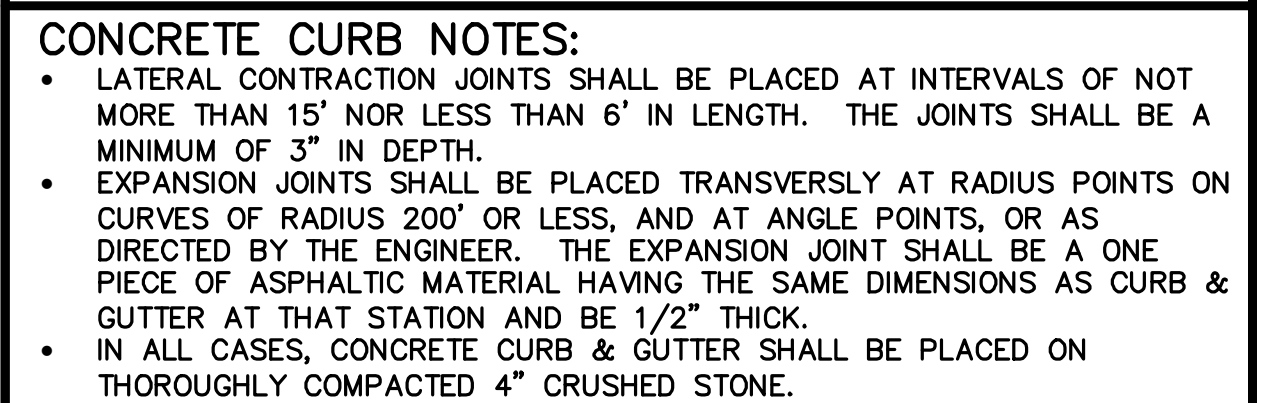 CONCRETE CURB NOTES:
• LATERAL CONTRACTION JOINTS SHALL BE PLACED AT INTERVALS OF NOT
MORE THAN 15' NOR LESS THAN 6' IN LENGTH. THE JOINTS SHALL BE A
MINIMUM OF 3" IN DEPTH.
• EXPANSION JOINTS SHALL BE PLACED TRANSVERSLY AT RADIUS POINTS ON
CURVES OF RADIUS 200' OR LESS, AND AT ANGLE POINTS, OR AS
DIRECTED BY THE ENGINEER. THE EXPANSION JOINT SHALL BE A ONE
PIECE OF ASPHALTIC MATERIAL HAVING THE SAME DIMENSIONS AS CURB &
GUTTER AT THAT STATION AND BE 1/2" THICK.
• IN ALL CASES, CONCRETE CURB & GUTTER SHALL BE PLACED ON
THOROUGHLY COMPACTED 4" CRUSHED STONE.